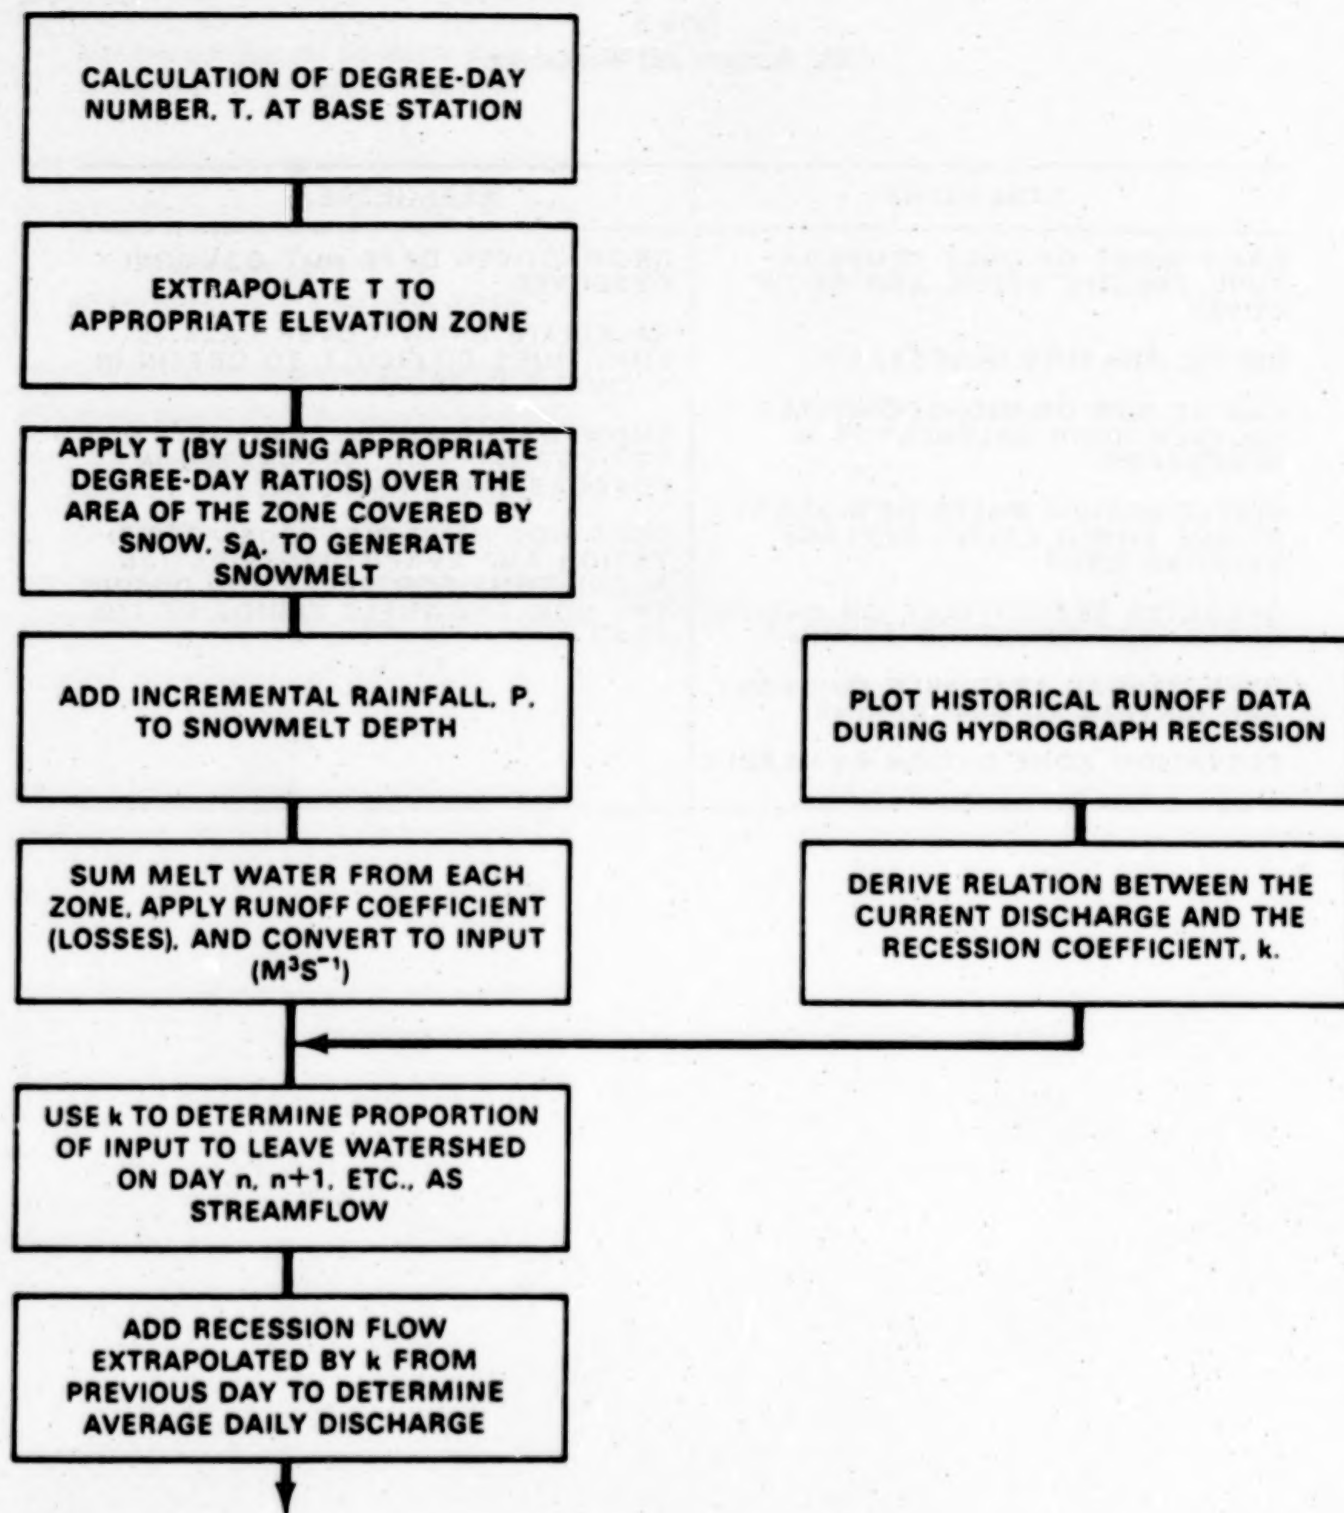 CALCULATION OF DEGREE-DAY
NUMBER, T, AT BASE STATION
EXTRAPOLATE T TO
APPROPRIATE ELEVATION ZONE
APPLY T (BY USING APPROPRIATE
DEGREE-DAY RATIOS) OVER THE
AREA OF THE ZONE COVERED BY
SNOW, SA, TO GENERATE
SNOWMELT
ADD INCREMENTAL RAINFALL, P,
TO SNOWMELT DEPTH
SUM MELT WATER FROM EACH
ZONE, APPLY RUNOFF COEFFICIENT
(LOSSES), AND CONVERT TO INPUT
(M³S⁻¹)
PLOT HISTORICAL RUNOFF DATA
DURING HYDROGRAPH RECESSION
DERIVE RELATION BETWEEN THE
CURRENT DISCHARGE AND THE
RECESSION COEFFICIENT, k.
USE k TO DETERMINE PROPORTION
OF INPUT TO LEAVE WATERSHED
ON DAY n, n+1, ETC., AS
STREAMFLOW
ADD RECESSION FLOW
EXTRAPOLATED BY k FROM
PREVIOUS DAY TO DETERMINE
AVERAGE DAILY DISCHARGE